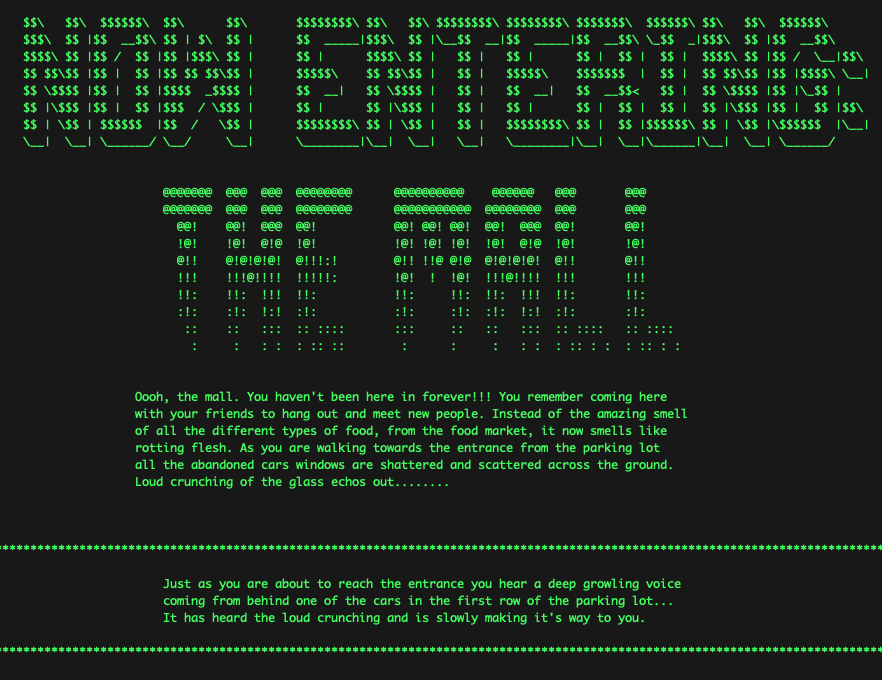 NOW ENTERING:
THE MALL
Oooh, the mall. You haven't been here in forever!!! You remember coming here
with your friends to hang out and meet new people. Instead of the amazing smell
of all the different types of food, from the food market, it now smells like
rotting flesh. As you are walking towards the entrance from the parking lot
all the abandoned cars windows are shattered and scattered across the ground.
Loud crunching of the glass echos out........
Just as you are about to reach the entrance you hear a deep growling voice
coming from behind one of the cars in the first row of the parking lot...
It has heard the loud crunching and is slowly making it's way to you.